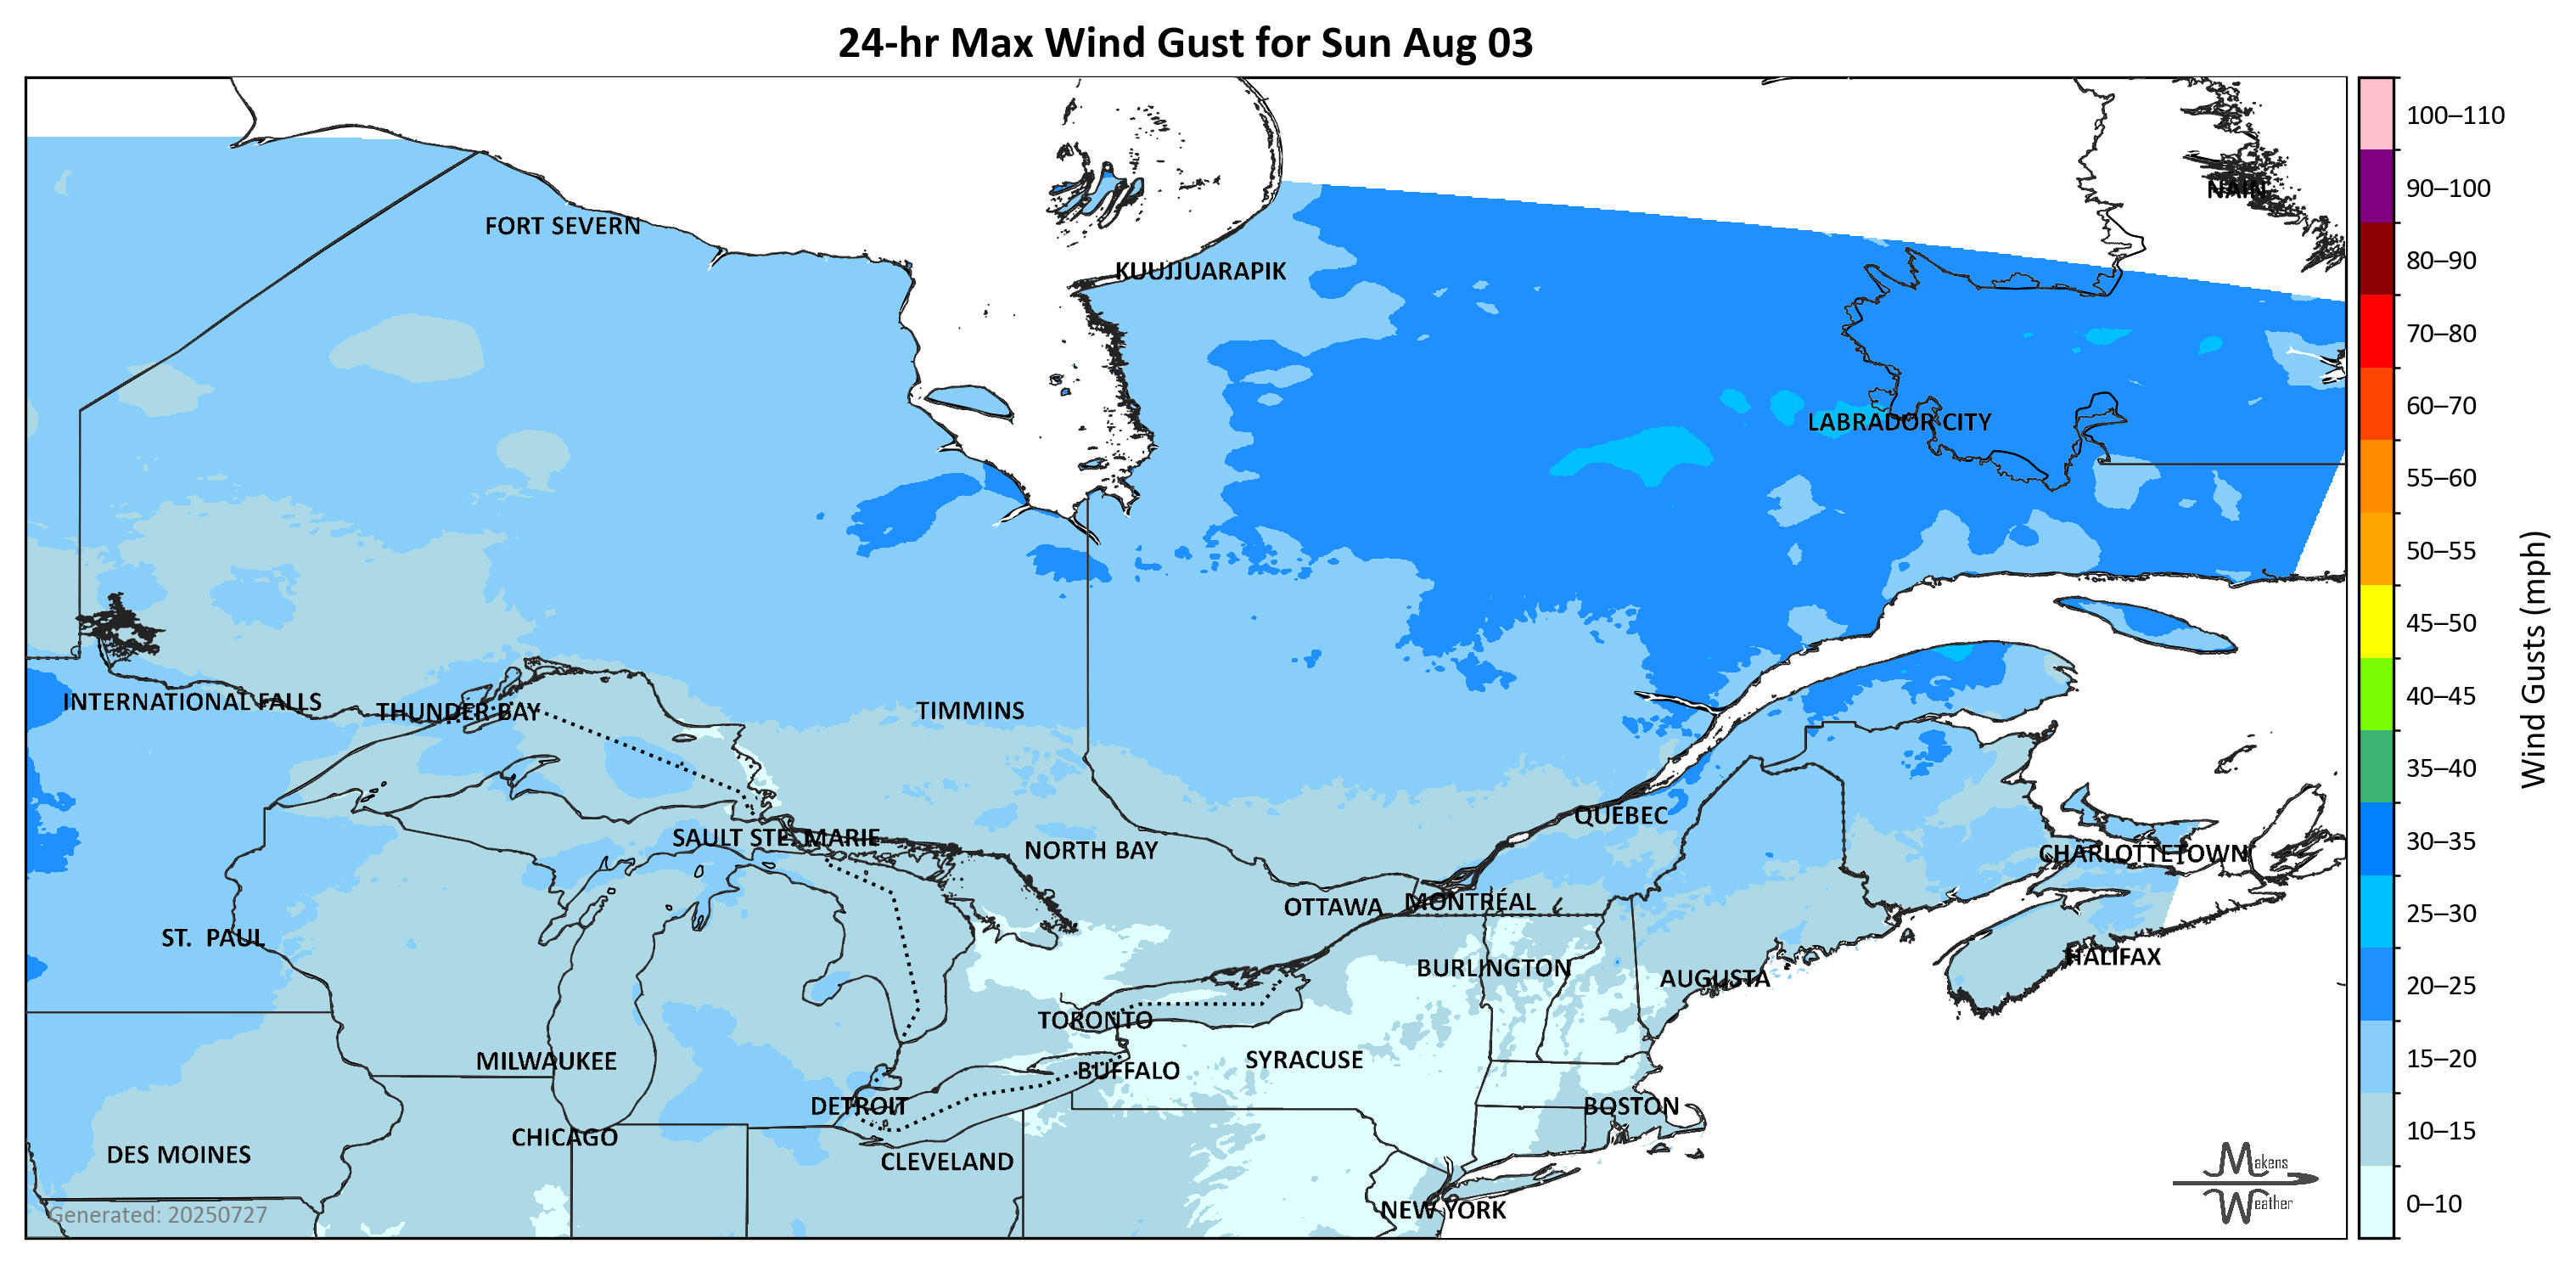 24-hr Max Wind Gust for Sun Aug 03
100–110
90–100
NAIN
FORT SEVERN
80–90
KUUJJUARAPIK
70–80
60–70
LABRADOR CITY
55–60
50–55
45–50
Wind Gusts (mph)
40–45
INTERNATIONAL FALLS
THUNDER BAY
TIMMINS
35–40
QUEBEC
30–35
SAULT STE. MARIE
NORTH BAY
CHARLOTTETOWN
OTTAWA
MONTRÉAL
25–30
ST. PAUL
HALIFAX
BURLINGTON
AUGUSTA
20–25
TORONTO
MILWAUKEE
SYRACUSE
15–20
BUFFALO
DETROIT
BOSTON
10–15
CHICAGO
DES MOINES
CLEVELAND
Makens
Weather
NEW YORK
0–10
Generated: 20250727